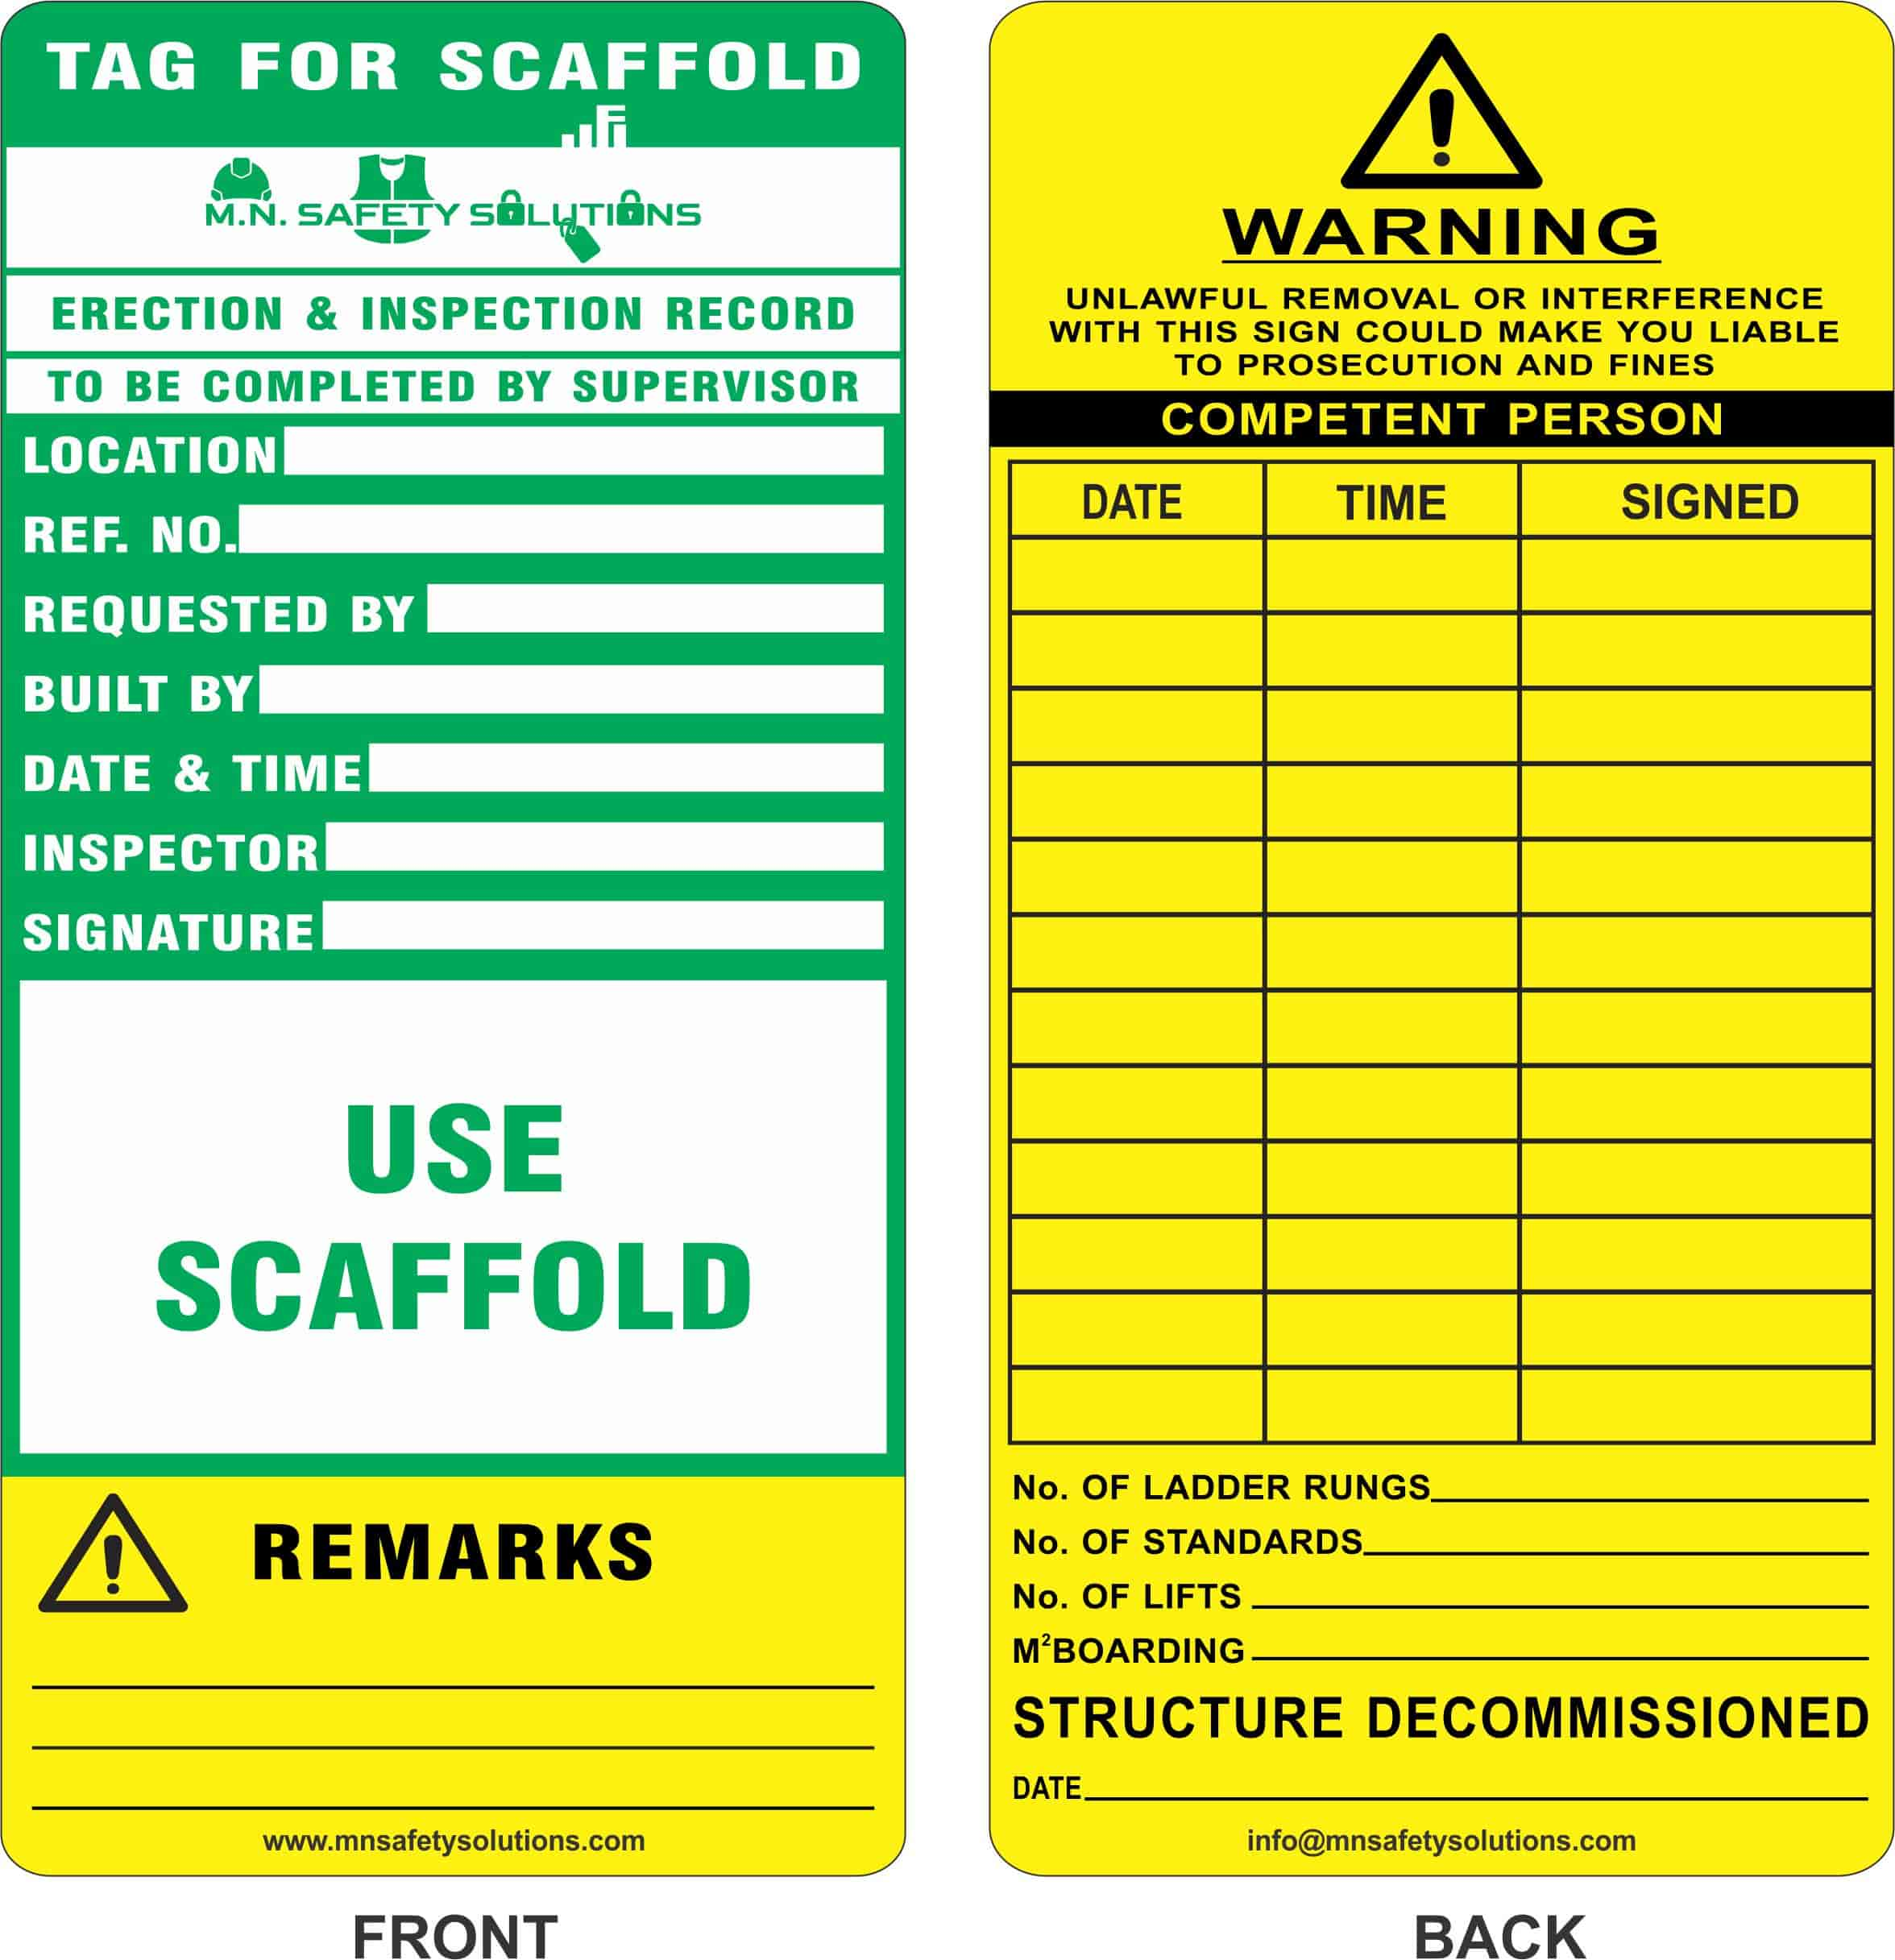 TAG FOR SCAFFOLD
M.N. SAFETY SOLUTIONS
ERECTION & INSPECTION RECORD
TO BE COMPLETED BY SUPERVISOR
LOCATION
REF. NO.
REQUESTED BY
BUILT BY
DATE & TIME
INSPECTOR
SIGNATURE
USE
SCAFFOLD
REMARKS
www.mnsafetysolutions.com
FRONT
WARNING
UNLAWFUL REMOVAL OR INTERFERENCE
WITH THIS SIGN COULD MAKE YOU LIABLE
TO PROSECUTION AND FINES
COMPETENT PERSON
DATE TIME SIGNED
No. OF LADDER RUNGS
No. OF STANDARDS
No. OF LIFTS
M²BOARDING
STRUCTURE DECOMMISSIONED
DATE
info@mnsafetysolutions.com
BACK